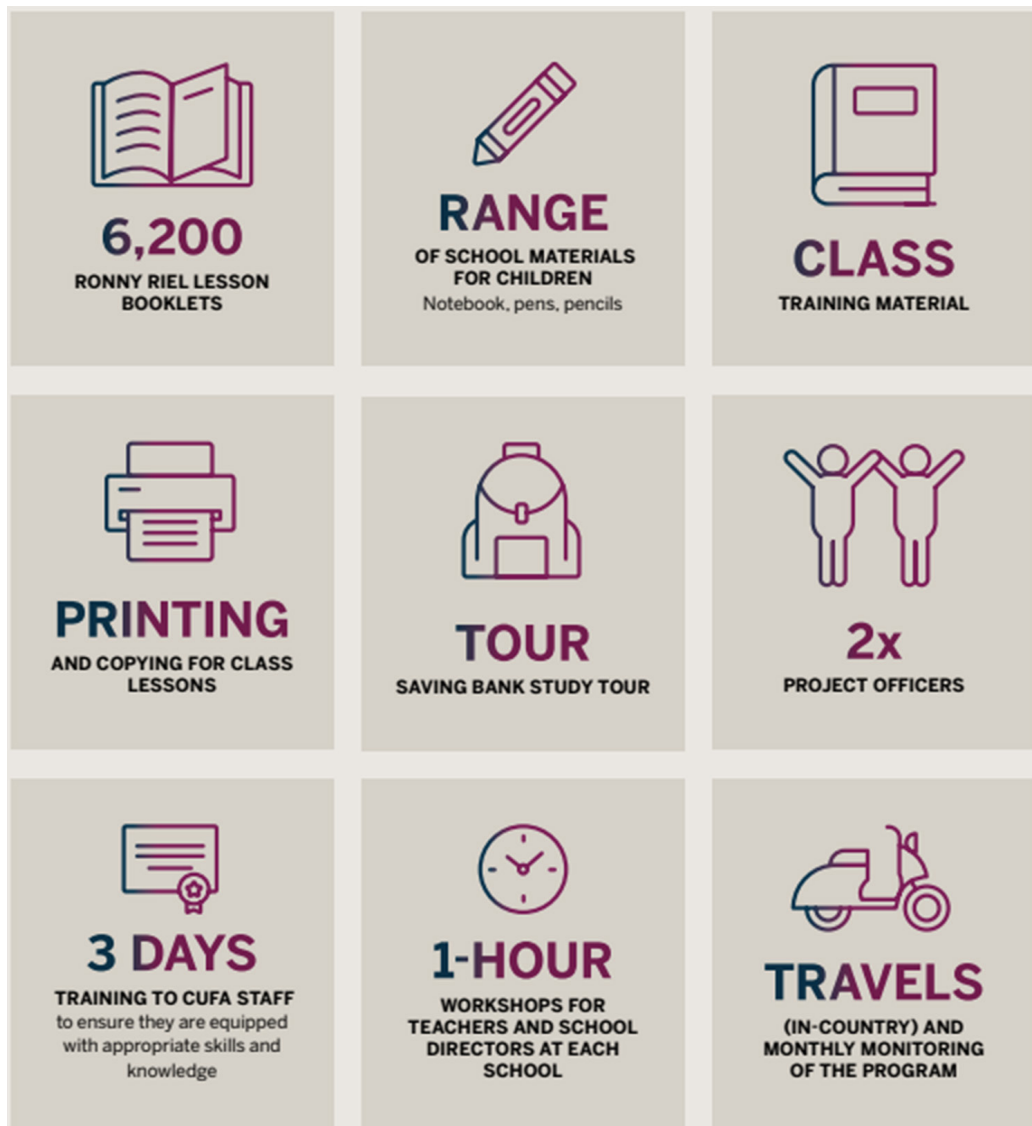 6,200
RONNY RIEL LESSON
BOOKLETS
RANGE
OF SCHOOL MATERIALS
FOR CHILDREN
Notebook, pens, pencils
CLASS
TRAINING MATERIAL
PRINTING
AND COPYING FOR CLASS
LESSONS
TOUR
SAVING BANK STUDY TOUR
2x
PROJECT OFFICERS
3 DAYS
TRAINING TO CUFA STAFF
to ensure they are equipped
with appropriate skills and
knowledge
1-HOUR
WORKSHOPS FOR
TEACHERS AND SCHOOL
DIRECTORS AT EACH
SCHOOL
TRAVELS
(IN-COUNTRY) AND
MONTHLY MONITORING
OF THE PROGRAM